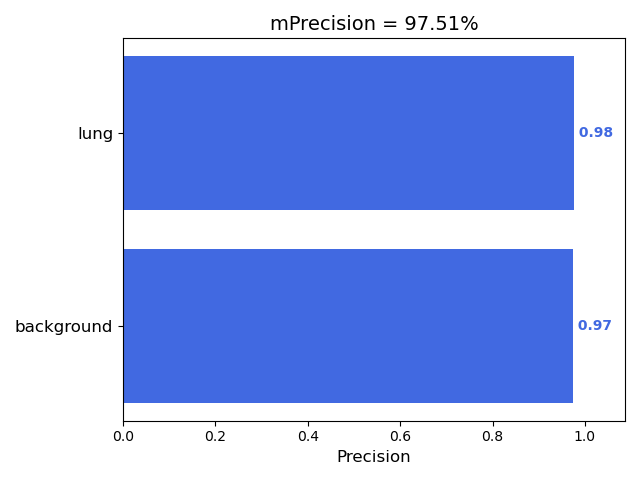 mPrecision = 97.51%
lung
0.98
background
0.97
0.0 0.2 0.4 0.6 0.8 1.0
Precision